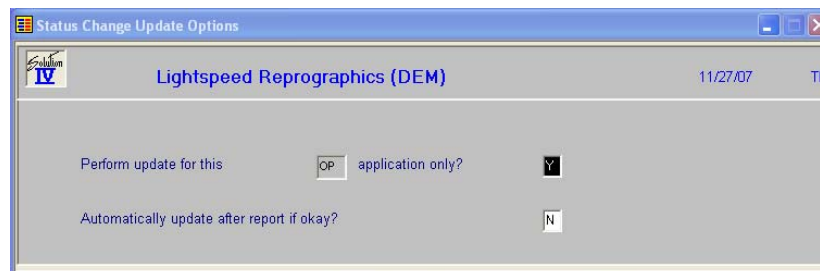 Status Change Update Options
Solution
IV
Lightspeed Reprographics (DEM) 11/27/07
Perform update for this OP application only? Y
Automatically update after report if okay? N